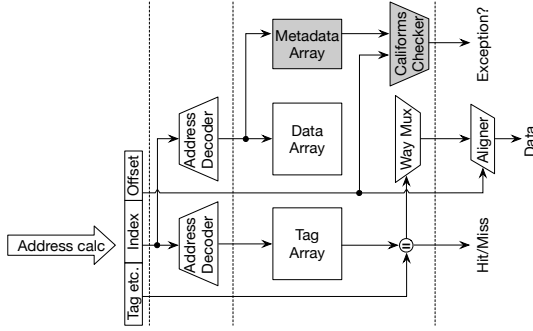 Address calc
Tag etc.
Index
Offset
Address
Decoder
Address
Decoder
Tag
Array
Data
Array
Metadata
Array
Way Mux
Califorms
Checker
=
Aligner
Hit/Miss
Data
Exception?